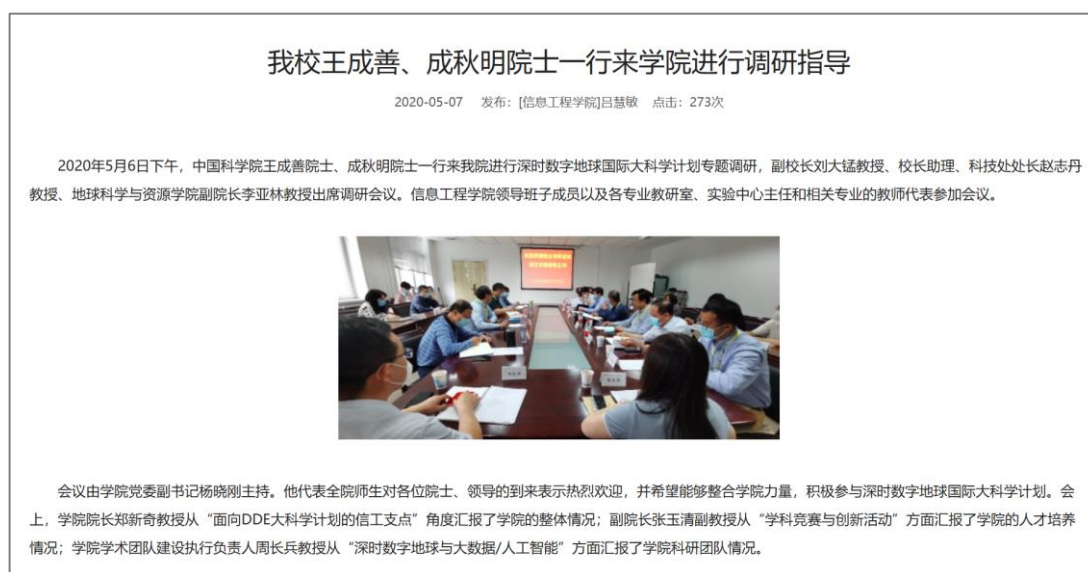 我校王成善、成秋明院士一行来学院进行调研指导
2020-05-07 发布：[信息工程学院]吕慧敏 点击：273次
2020年5月6日下午，中国科学院王成善院士、成秋明院士一行来我院进行深时数字地球国际大科学计划专题调研，副校长刘大锰教授、校长助理、科技处处长赵志丹
教授、地球科学与资源学院副院长李亚林教授出席调研会议。信息工程学院领导班子成员以及各专业教研室、实验中心主任和相关专业的教师代表参加会议。
会议由学院党委副书记杨晓刚主持。他代表全院师生对各位院士、领导的到来表示热烈欢迎，并希望能够整合学院力量，积极参与深时数字地球国际大科学计划。会
上，学院院长郑新奇教授从“面向DDE大科学计划的信工支点”角度汇报了学院的整体情况；副院长张玉清副教授从“学科竞赛与创新活动”方面汇报了学院的人才培养
情况；学院学术团队建设执行负责人周长兵教授从“深时数字地球与大数据/人工智能”方面汇报了学院科研团队情况。